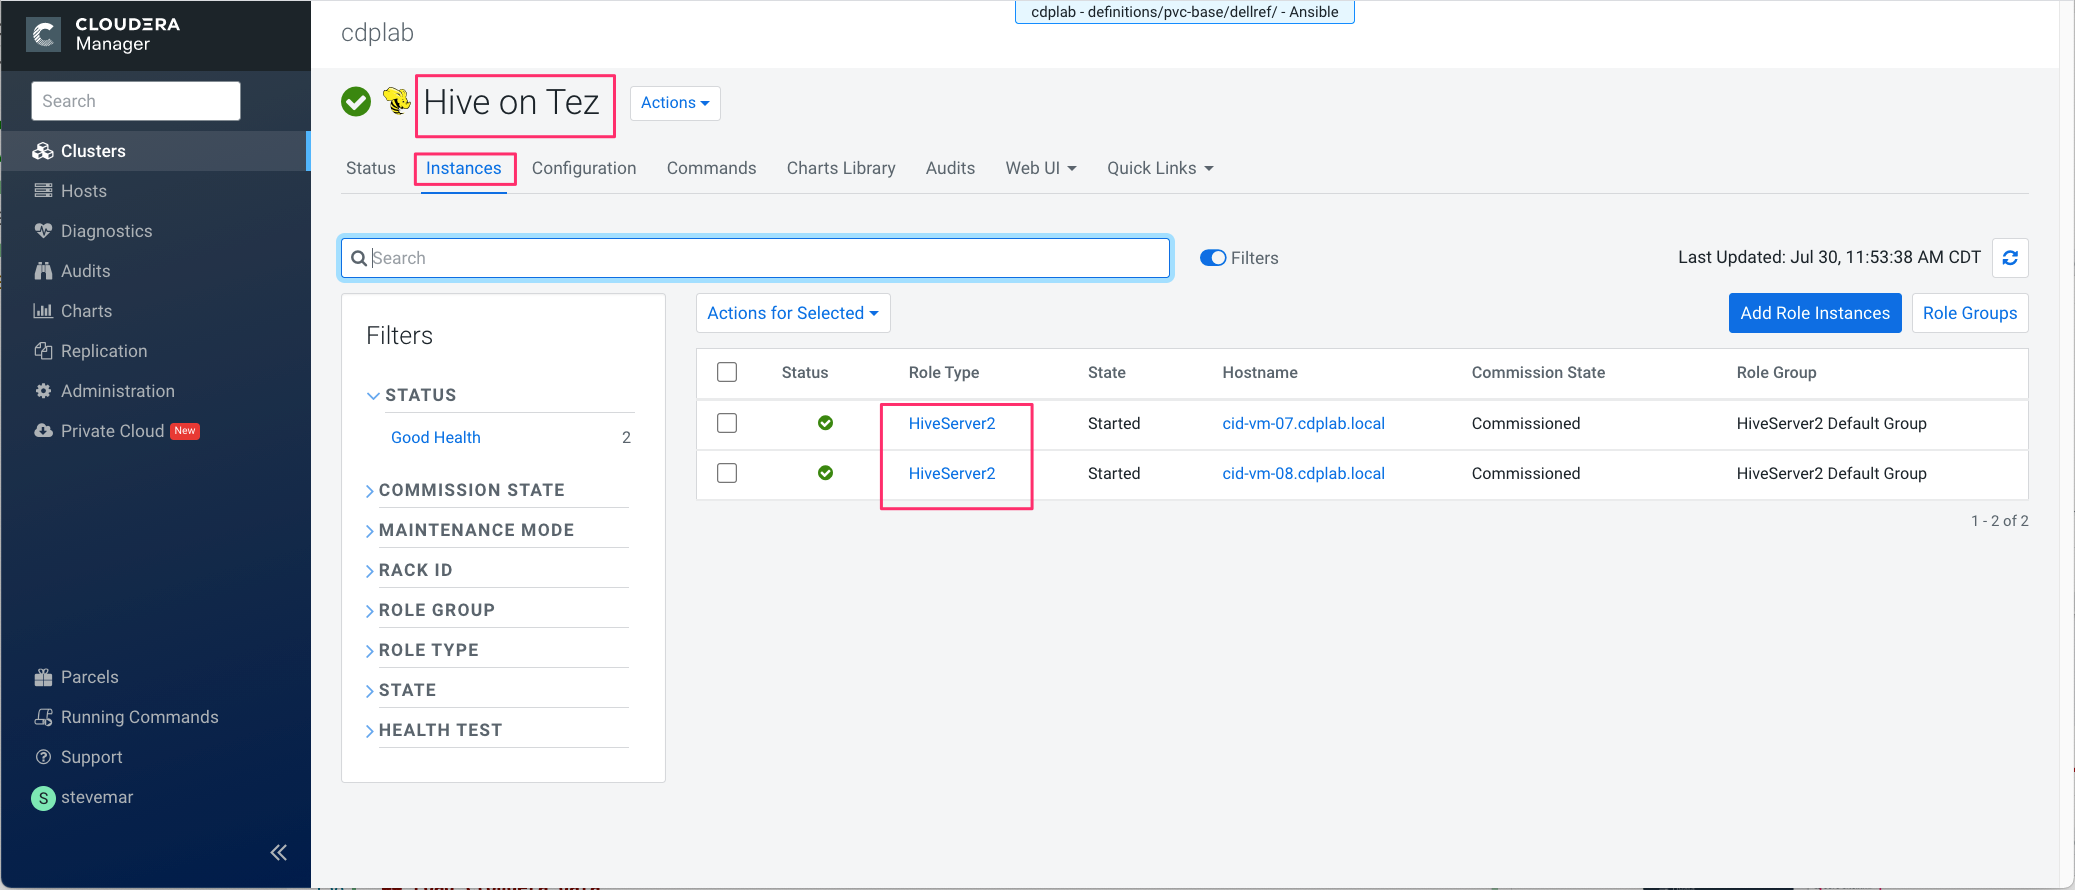 CLOUDERA
Manager
cdplab - definitions/pvc-base/dellref/ - Ansible
cdplab
Search
Clusters
Hosts
Diagnostics
Audits
Charts
Replication
Administration
Private Cloud New
Parcels
Running Commands
Support
S stevemar
Hive on Tez
Actions
Status Instances Configuration Commands Charts Library Audits Web UI Quick Links
Search
Filters
Last Updated: Jul 30, 11:53:38 AM CDT
Filters
STATUS
Good Health 2
COMMISSION STATE
MAINTENANCE MODE
RACK ID
ROLE GROUP
ROLE TYPE
STATE
HEALTH TEST
Actions for Selected
Add Role Instances
Role Groups
Status Role Type State Hostname Commission State Role Group
HiveServer2 Started cid-vm-07.cdplab.local Commissioned HiveServer2 Default Group
HiveServer2 Started cid-vm-08.cdplab.local Commissioned HiveServer2 Default Group
1 - 2 of 2